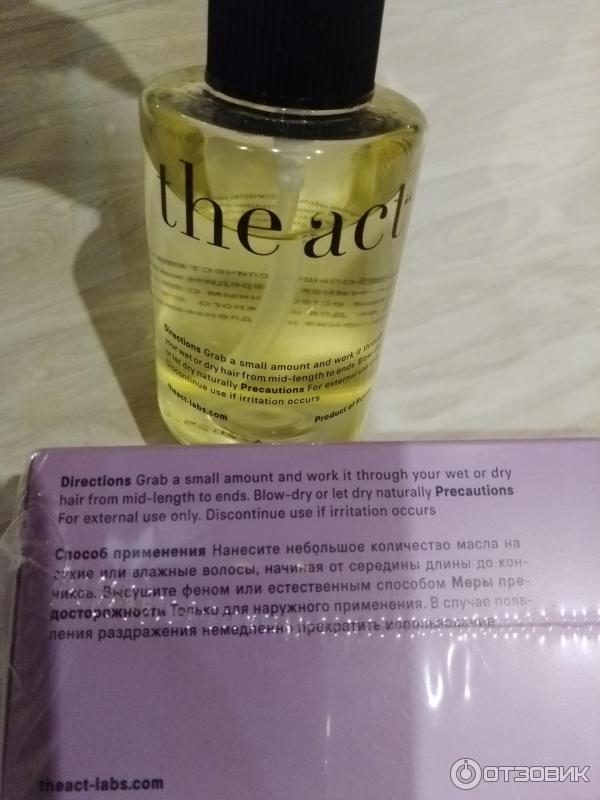 the act
Directions Grab a small amount and work it through
your wet or dry hair from mid-length to ends. Blow-
or let dry naturally Precautions For external use
Discontinue use if irritation occurs
theact-labs.com
Product of
Directions Grab a small amount and work it through your wet or dry
hair from mid-length to ends. Blow-dry or let dry naturally Precautions
For external use only. Discontinue use if irritation occurs
Способ применения Нанесите небольшое количество масла на
сухие или влажные волосы, начиная от середины длины до кон-
чиков. Высушите феном или естественным способом Меры пре-
досторожности Только для наружного применения. В случае появ-
ления раздражения немедленно прекратить использование
theact-labs.com
ОТЗОВИК